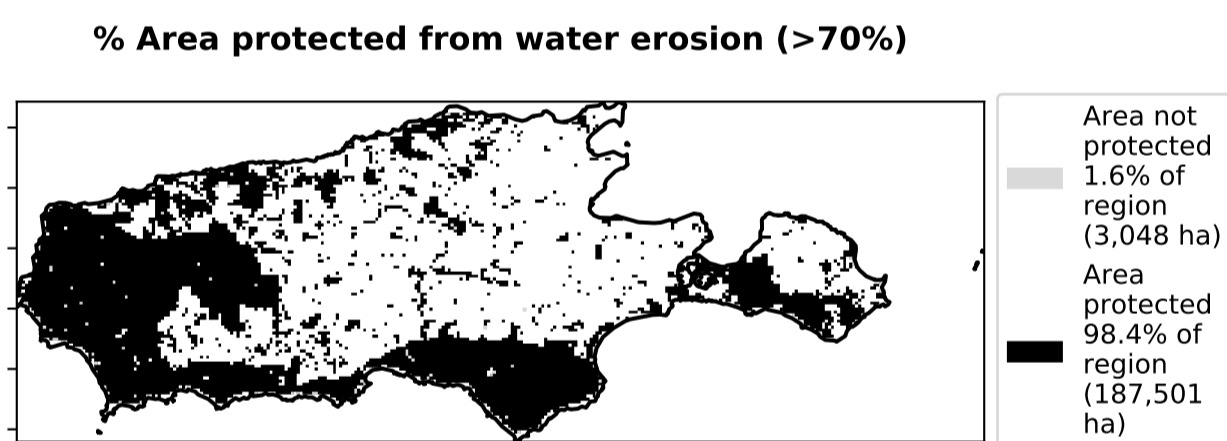 % Area protected from water erosion (>70%)
Area not
protected
1.6% of
region
(3,048 ha)
Area
protected
98.4% of
region
(187,501
ha)